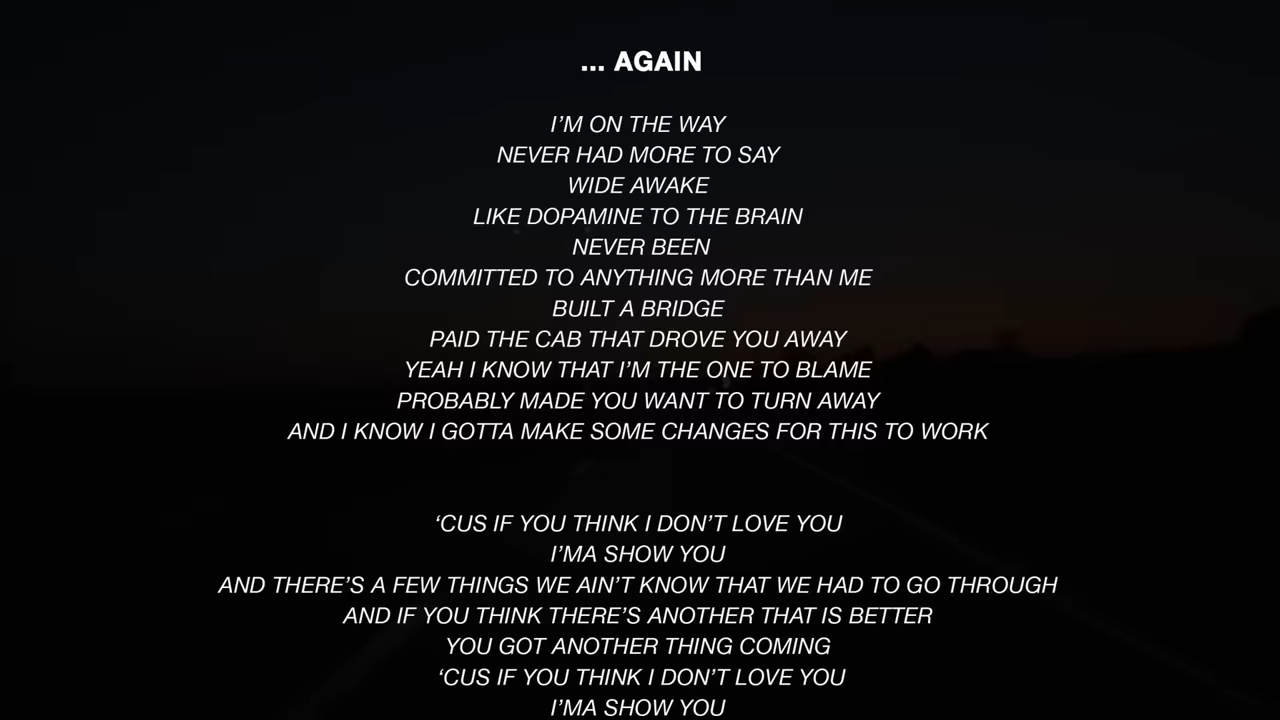 ... AGAIN
I'M ON THE WAY
NEVER HAD MORE TO SAY
WIDE AWAKE
LIKE DOPAMINE TO THE BRAIN
NEVER BEEN
COMMITTED TO ANYTHING MORE THAN ME
BUILT A BRIDGE
PAID THE CAB THAT DROVE YOU AWAY
YEAH I KNOW THAT I'M THE ONE TO BLAME
PROBABLY MADE YOU WANT TO TURN AWAY
AND I KNOW I GOTTA MAKE SOME CHANGES FOR THIS TO WORK
‘CUS IF YOU THINK I DON’T LOVE YOU
I’MA SHOW YOU
AND THERE’S A FEW THINGS WE AIN’T KNOW THAT WE HAD TO GO THROUGH
AND IF YOU THINK THERE’S ANOTHER THAT IS BETTER
YOU GOT ANOTHER THING COMING
‘CUS IF YOU THINK I DON’T LOVE YOU
I’MA SHOW YOU